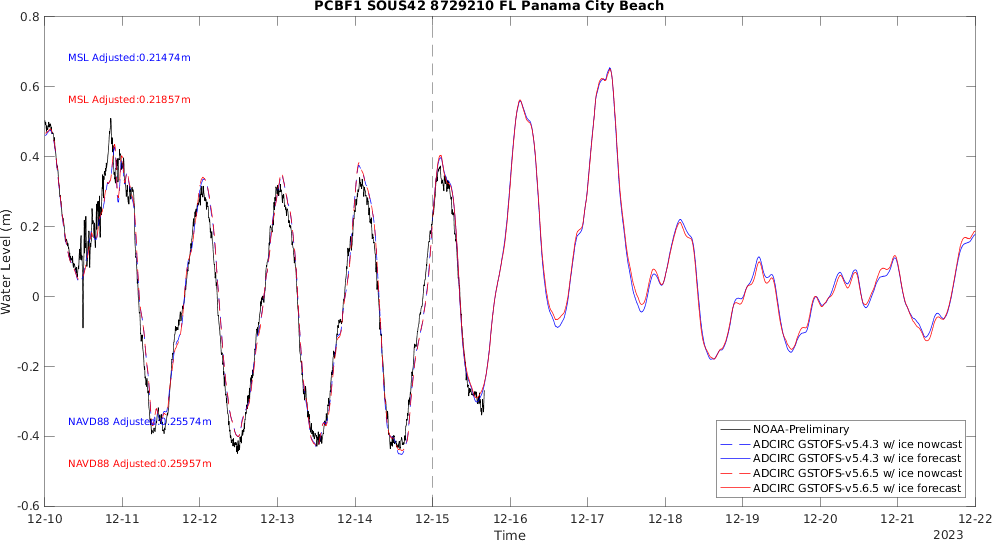 PCBF1 SOUS42 8729210 FL Panama City Beach
Water Level (m)
0.8
0.6
0.4
0.2
0
-0.2
-0.4
-0.6
MSL Adjusted:0.21474m
MSL Adjusted:0.21857m
NAVD88 Adjusted:0.25574m
NAVD88 Adjusted:0.25957m
NOAA-Preliminary
ADCIRC GSTOFS-v5.4.3 w/ ice nowcast
ADCIRC GSTOFS-v5.4.3 w/ ice forecast
ADCIRC GSTOFS-v5.6.5 w/ ice nowcast
ADCIRC GSTOFS-v5.6.5 w/ ice forecast
12-10 12-11 12-12 12-13 12-14 12-15 12-16 12-17 12-18 12-19 12-20 12-21 12-22
Time
2023